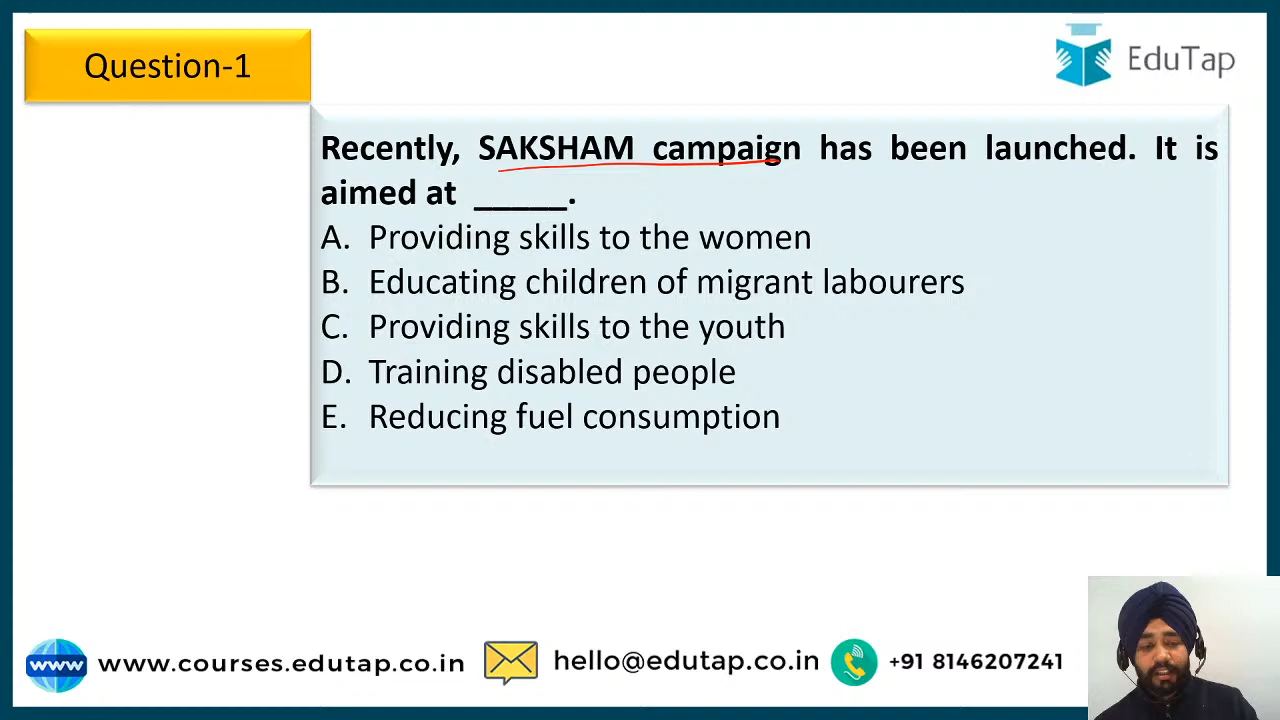 Question-1
EduTap
Recently, SAKSHAM campaign has been launched. It is
aimed at _____.
A. Providing skills to the women
B. Educating children of migrant labourers
C. Providing skills to the youth
D. Training disabled people
E. Reducing fuel consumption
www www.courses.edutap.co.in hello@edutap.co.in +91 8146207241